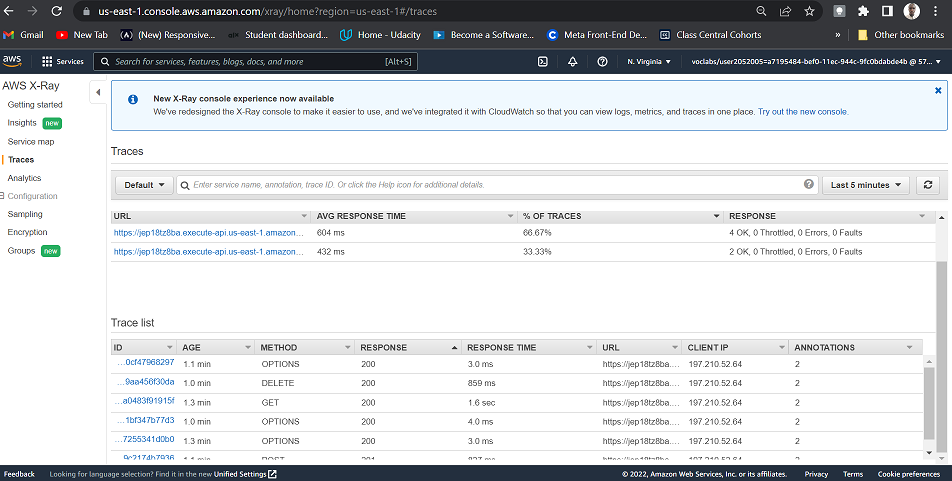 us-east-1.console.aws.amazon.com/xray/home?region=us-east-1#/traces
Gmail New Tab (New) Responsive... Student dashboard... Home - Udacity Become a Software... Meta Front-End De... Class Central Cohorts » Other bookmarks
aws Services Search for services, features, blogs, docs, and more [Alt+S] N. Virginia voclabs/user2052005=a7195484-bef0-11ec-944c-9fc0bdabde4b @ 57...
AWS X-Ray
Getting started
Insights new
Service map
Traces
Analytics
Configuration
Sampling
Encryption
Groups new
New X-Ray console experience now available
We've redesigned the X-Ray console to make it easier to use, and we've integrated it with CloudWatch so that you can view logs, metrics, and traces in one place. Try out the new console.
Traces
Default Enter service name, annotation, trace ID. Or click the Help icon for additional details. Last 5 minutes
URL AVG RESPONSE TIME % OF TRACES RESPONSE
https://jep18tz8ba.execute-api.us-east-1.amazon... 604 ms 66.67% 4 OK, 0 Throttled, 0 Errors, 0 Faults
https://jep18tz8ba.execute-api.us-east-1.amazon... 432 ms 33.33% 2 OK, 0 Throttled, 0 Errors, 0 Faults
Trace list
ID AGE METHOD RESPONSE RESPONSE TIME URL CLIENT IP ANNOTATIONS
...0cf47968297 1.1 min OPTIONS 200 3.0 ms https://jep18tz8ba.... 197.210.52.64 2
...9aa456f30da 1.0 min DELETE 200 859 ms https://jep18tz8ba.... 197.210.52.64 2
...a0483f91915f 1.3 min GET 200 1.6 sec https://jep18tz8ba.... 197.210.52.64 2
...1bf347b77d3 1.0 min OPTIONS 200 4.0 ms https://jep18tz8ba.... 197.210.52.64 2
...7255341d0b0 1.3 min OPTIONS 200 3.0 ms https://jep18tz8ba.... 197.210.52.64 2
Feedback Looking for language selection? Find it in the new Unified Settings © 2022, Amazon Web Services, Inc. or its affiliates. Privacy Terms Cookie preferences